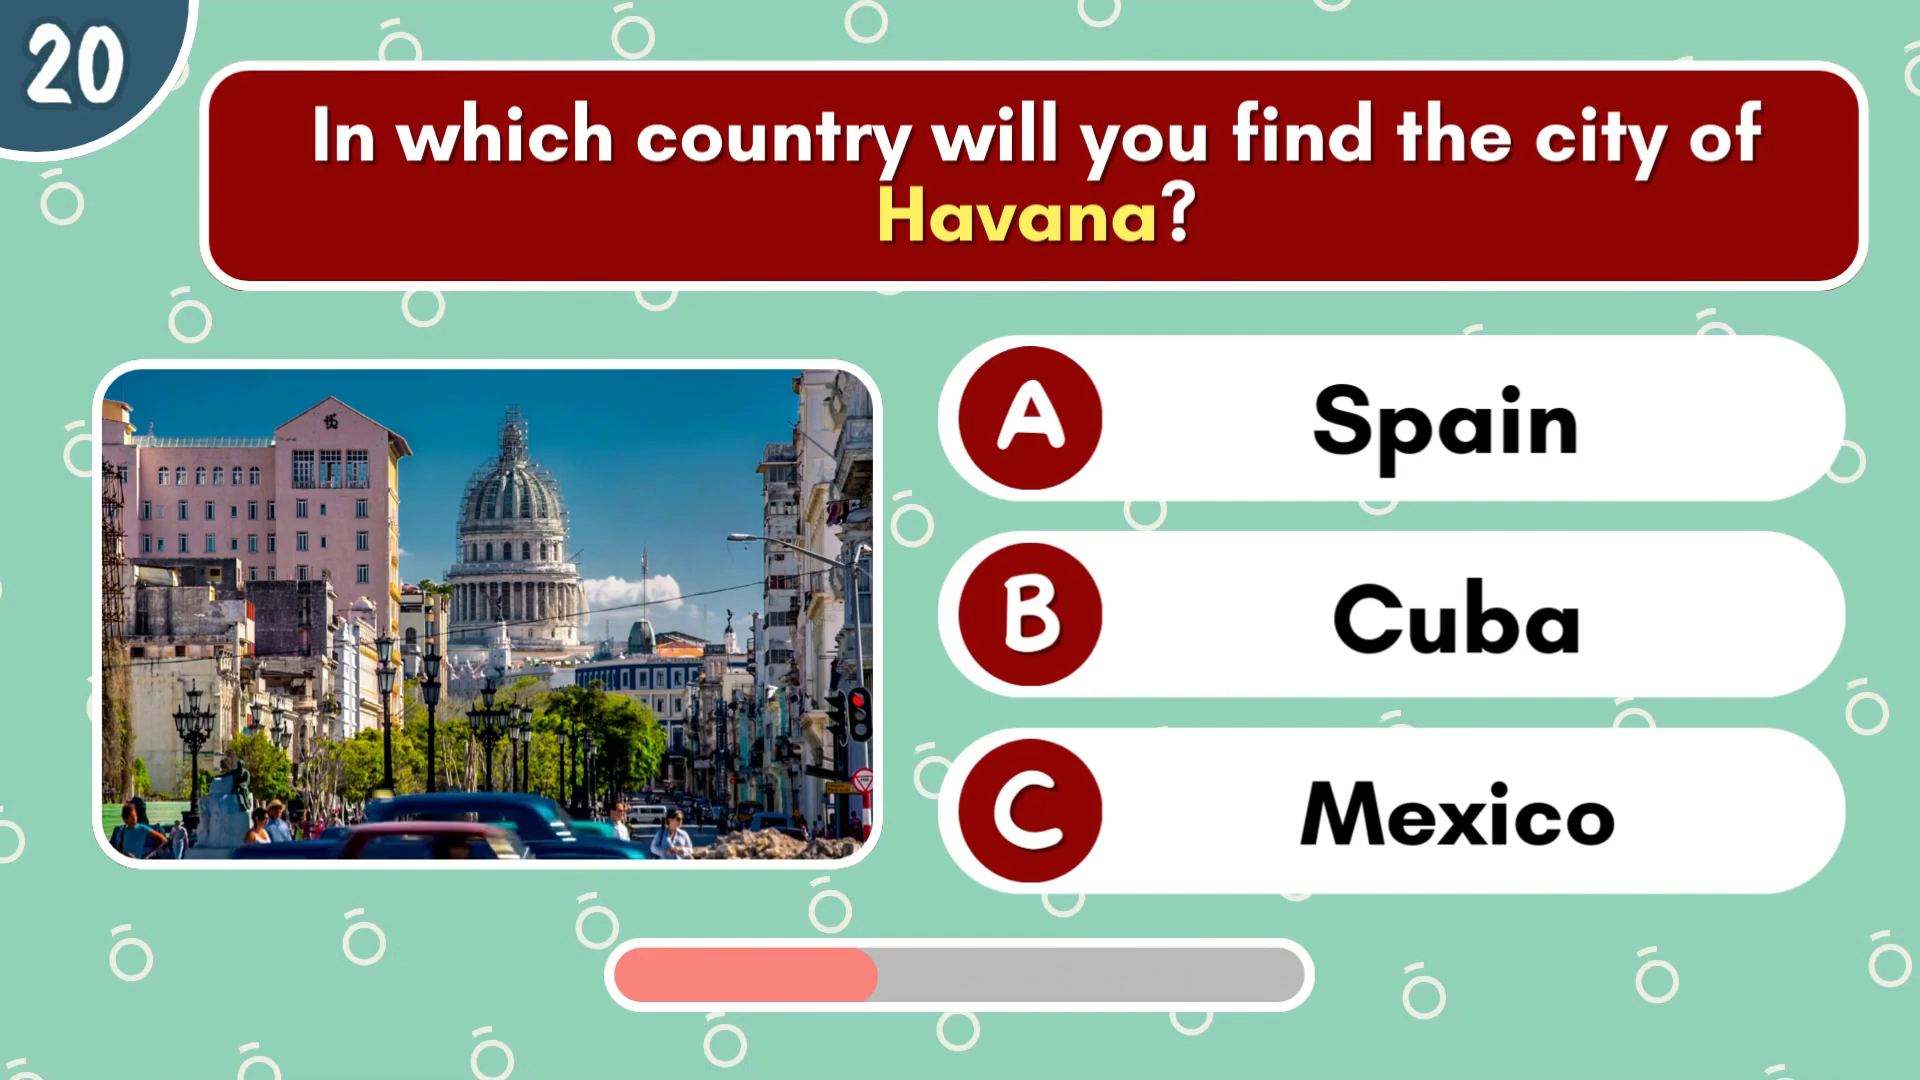 20
In which country will you find the city of
Havana?
A Spain
B Cuba
C Mexico